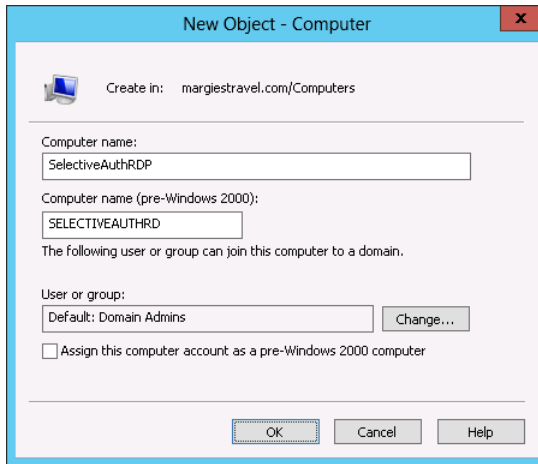 New Object - Computer
x
Create in: margiestravel.com/Computers
Computer name:
SelectiveAuthRDP
Computer name (pre-Windows 2000):
SELECTIVEAUTHRD
The following user or group can join this computer to a domain.
User or group:
Default: Domain Admins
Change...
Assign this computer account as a pre-Windows 2000 computer
OK Cancel Help